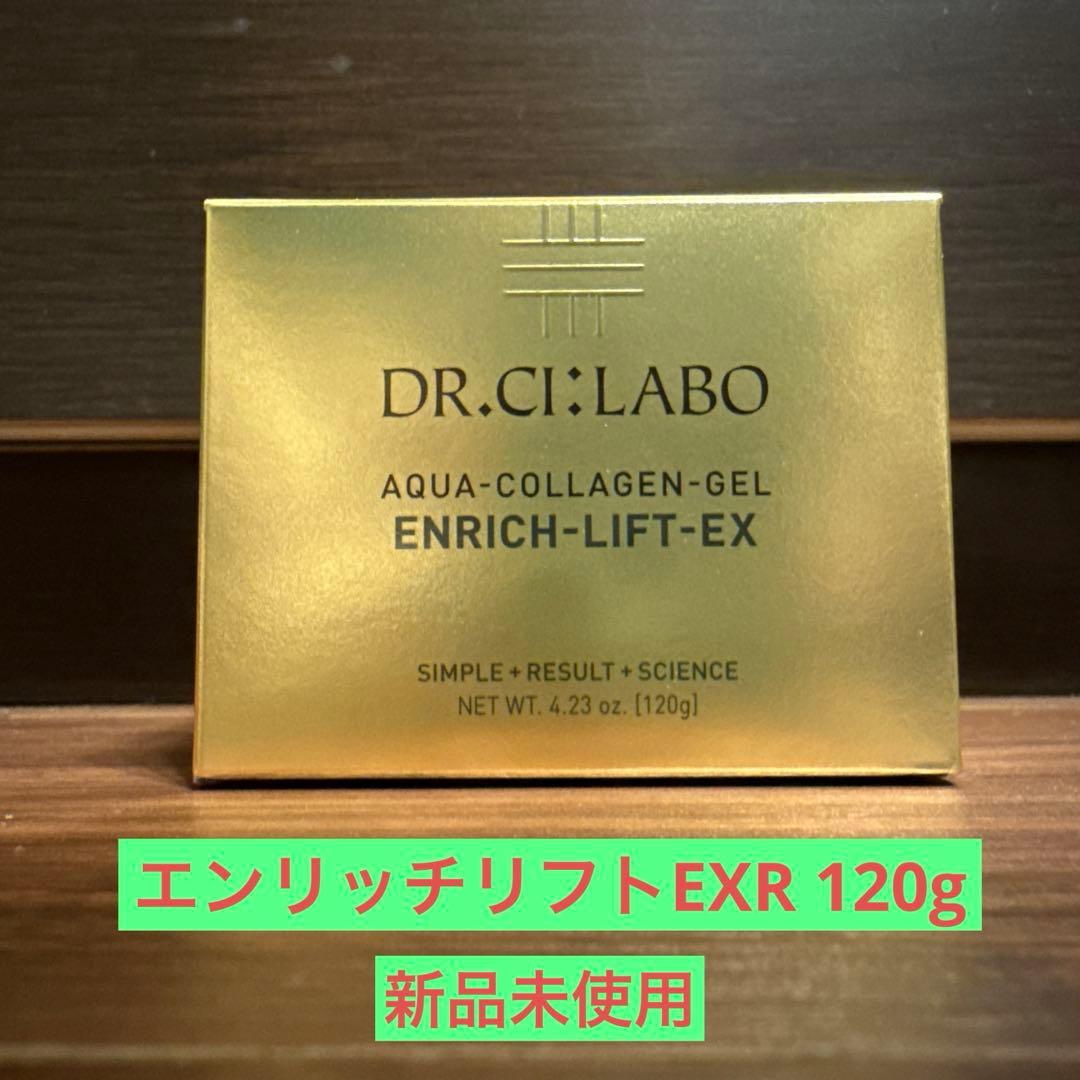 DR.CI:LABO
AQUA-COLLAGEN-GEL
ENRICH-LIFT-EX
SIMPLE+RESULT+SCIENCE
NET WT. 4.23 oz. [120g]
エンリッチリフトEXR 120g
新品未使用